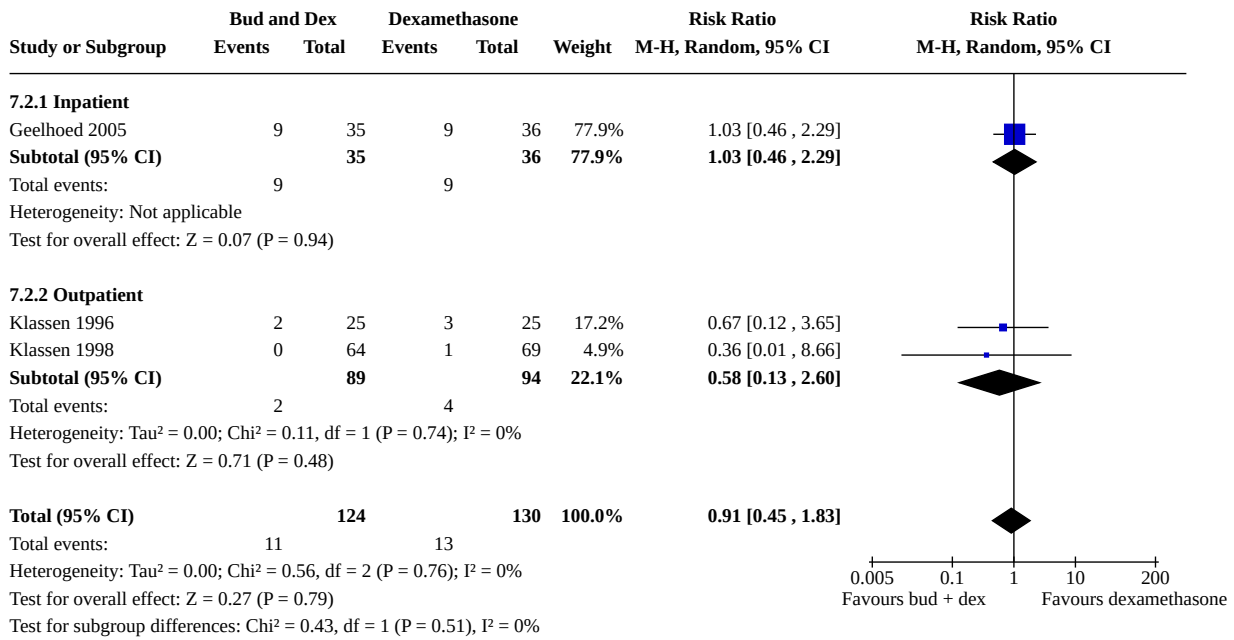 Bud and Dex Dexamethasone Risk Ratio Risk Ratio
Study or Subgroup Events Total Events Total Weight M-H, Random, 95% CI M-H, Random, 95% CI
7.2.1 Inpatient
Geelhoed 2005 9 35 9 36 77.9% 1.03 [0.46 , 2.29]
Subtotal (95% CI) 35 36 77.9% 1.03 [0.46 , 2.29]
Total events: 9 9
Heterogeneity: Not applicable
Test for overall effect: Z = 0.07 (P = 0.94)
7.2.2 Outpatient
Klassen 1996 2 25 3 25 17.2% 0.67 [0.12 , 3.65]
Klassen 1998 0 64 1 69 4.9% 0.36 [0.01 , 8.66]
Subtotal (95% CI) 89 94 22.1% 0.58 [0.13 , 2.60]
Total events: 2 4
Heterogeneity: Tau² = 0.00; Chi² = 0.11, df = 1 (P = 0.74); I² = 0%
Test for overall effect: Z = 0.71 (P = 0.48)
Total (95% CI) 124 130 100.0% 0.91 [0.45 , 1.83]
Total events: 11 13
Heterogeneity: Tau² = 0.00; Chi² = 0.56, df = 2 (P = 0.76); I² = 0%
0.005 0.1 1 10 200
Test for overall effect: Z = 0.27 (P = 0.79) Favours bud + dex Favours dexamethasone
Test for subgroup differences: Chi² = 0.43, df = 1 (P = 0.51), I² = 0%